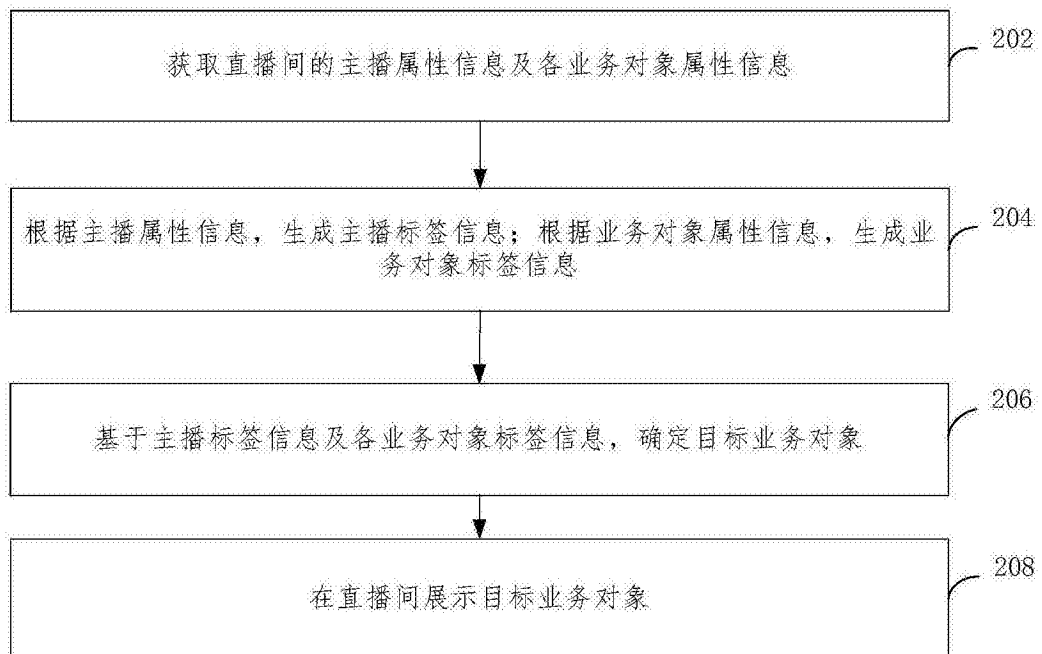 获取直播间的主播属性信息及各业务对象属性信息
202
根据主播属性信息，生成主播标签信息；根据业务对象属性信息，生成业
务对象标签信息
204
基于主播标签信息及各业务对象标签信息，确定目标业务对象
206
在直播间展示目标业务对象
208